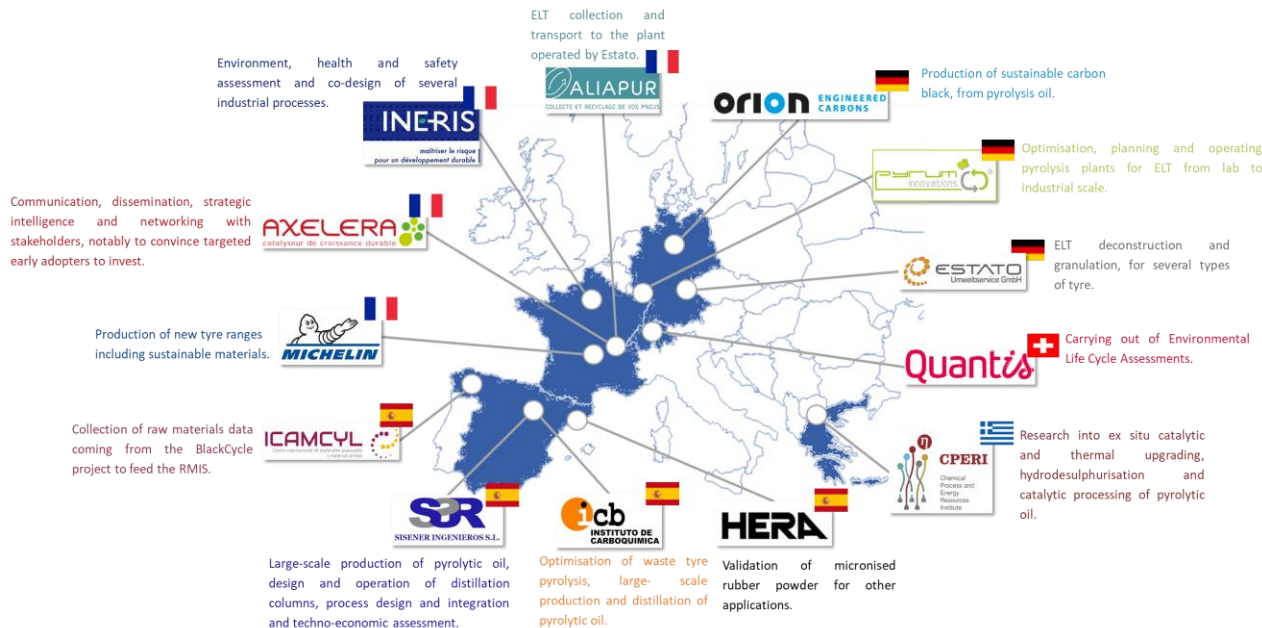 ELT collection and
transport to the plant
operated by Estato.
ALIAPUR
COLLECTE ET RECYCLAGE DE VOS PNEUS
Environment, health and safety
assessment and co-design of several
industrial processes.
INERIS
maîtriser le risque
pour un développement durable
ORION ENGINEERED
CARBONS
Production of sustainable carbon
black, from pyrolysis oil.
pyrum
innovations
Optimisation, planning and operating
pyrolysis plants for ELT from lab to
industrial scale.
Communication, dissemination, strategic
intelligence and networking with
stakeholders, notably to convince targeted
early adopters to invest.
AXELERA
catalyseur de croissance durable
ESTATO
Umweltservice GmbH
ELT deconstruction and
granulation, for several types
of tyre.
Production of new tyre ranges
including sustainable materials.
MICHELIN
Quantis
Carrying out of Environmental
Life Cycle Assessments.
Collection of raw materials data
coming from the BlackCycle
project to feed the RMIS.
ICAMCYL
η
CPERI
Chemical
Process and
Energy
Resources
Institute
Research into ex situ catalytic
and thermal upgrading,
hydrodesulphurisation and
catalytic processing of pyrolytic
oil.
SISENER INGENIEROS S.L.
Large-scale production of pyrolytic oil,
design and operation of distillation
columns, process design and integration
and techno-economic assessment.
icb
INSTITUTO DE
CARBOQUIMICA
Optimisation of waste tyre
pyrolysis, large- scale
production and distillation of
pyrolytic oil.
HERA
Validation of micronised
rubber powder for other
applications.